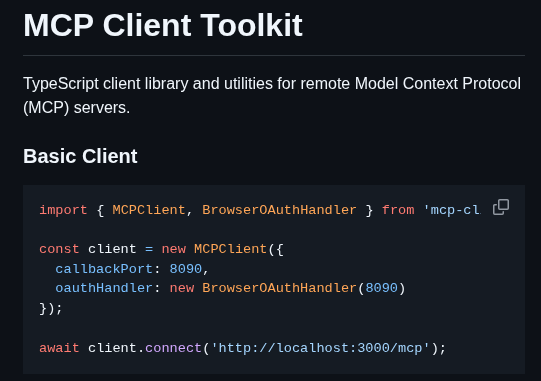 MCP Client Toolkit
TypeScript client library and utilities for remote Model Context Protocol
(MCP) servers.
Basic Client
import { MCPClient, BrowserOAuthHandler } from 'mcp-cl
const client = new MCPClient({
  callbackPort: 8090,
  oauthHandler: new BrowserOAuthHandler(8090)
});
await client.connect('http://localhost:3000/mcp');